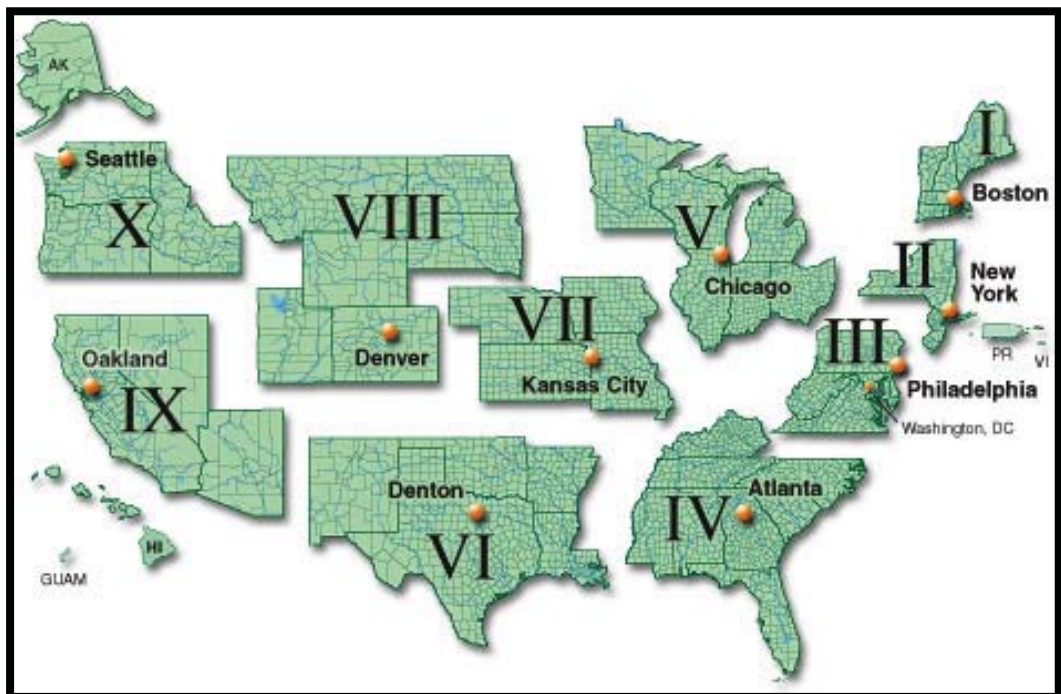 AK
Seattle
X
VIII
V
Chicago
I
Boston
II
New
York
PR
VI
III
Philadelphia
Washington, DC
Oakland
IX
Denver
VII
Kansas City
HI
GUAM
Denton
VI
IV
Atlanta